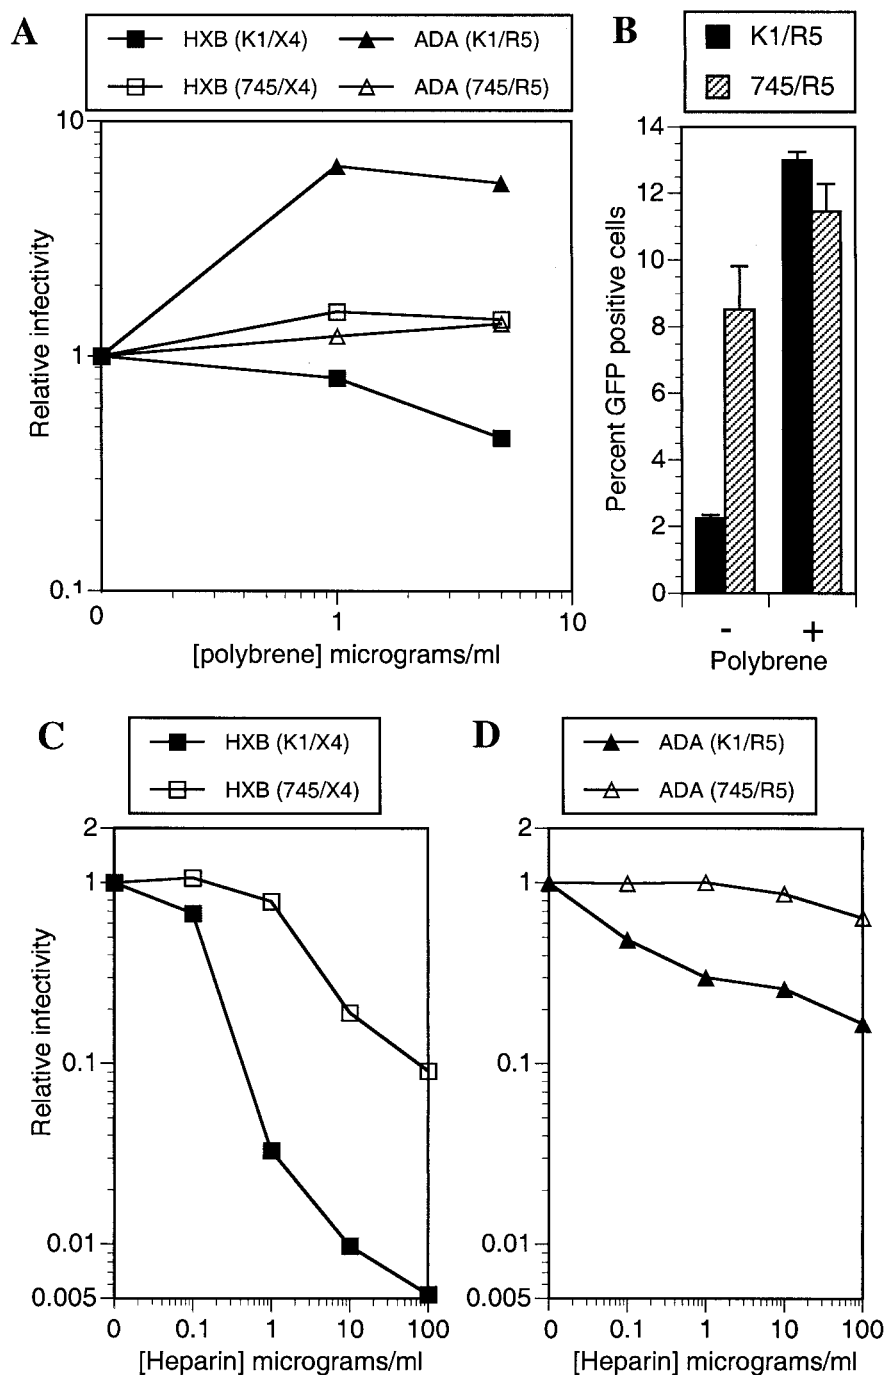 A
HXB (K1/X4)
ADA (K1/R5)
HXB (745/X4)
ADA (745/R5)
10
1
0.1
Relative infectivity
0
1
10
[polybrene] micrograms/ml
B
K1/R5
745/R5
14
12
10
8
6
4
2
0
Percent GFP positive cells
- +
Polybrene
C
HXB (K1/X4)
HXB (745/X4)
2
1
0.1
0.01
0.005
Relative infectivity
0 0.1 1 10 100
[Heparin] micrograms/ml
D
ADA (K1/R5)
ADA (745/R5)
2
1
0.1
0.01
0.005
0 0.1 1 10 100
[Heparin] micrograms/ml